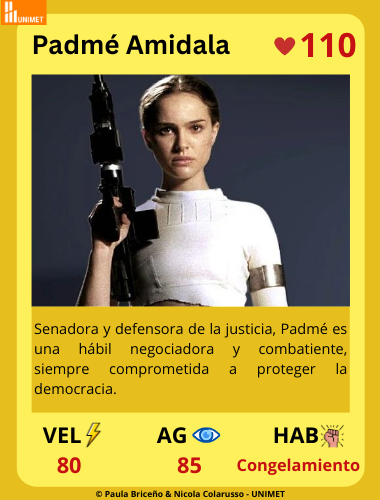 UNIMET
Padmé Amidala
110
Senadora y defensora de la justicia, Padmé es
una hábil negociadora y combatiente,
siempre comprometida a proteger la
democracia.
VEL AG HAB
80 85 Congelamiento
© Paula Briceño & Nicola Colarusso - UNIMET